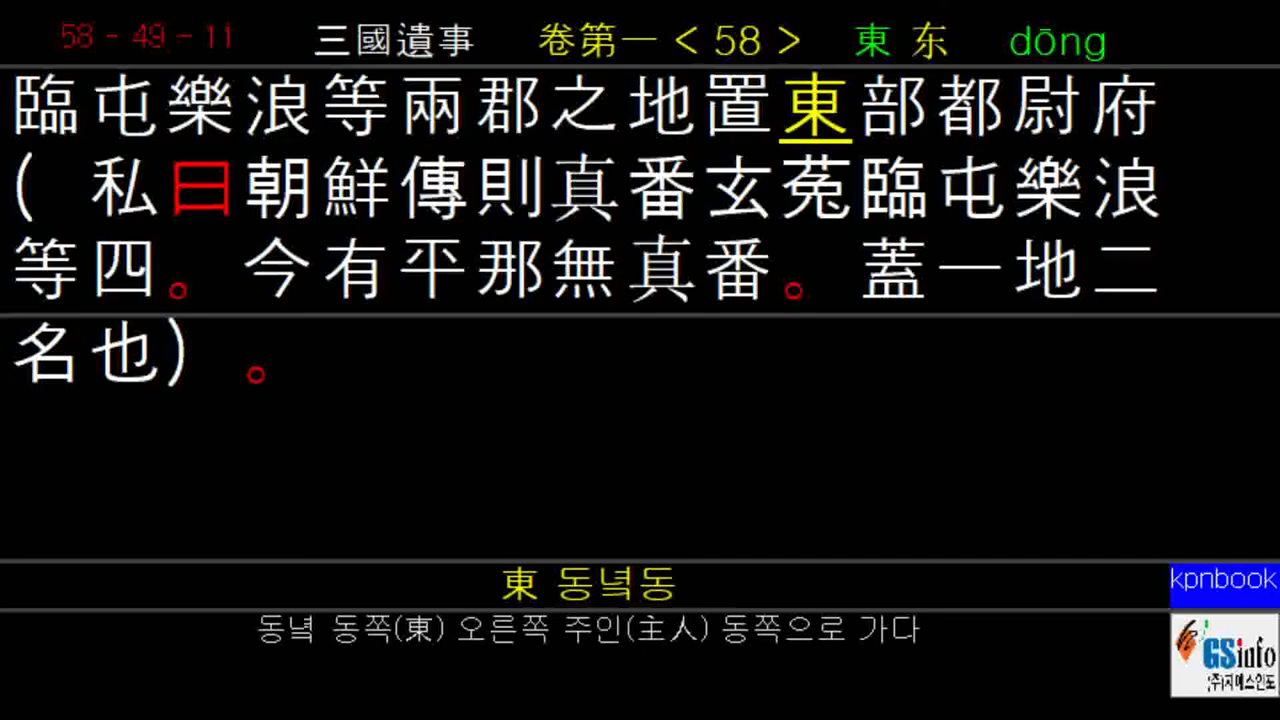 58 - 49 - 11 三國遺事 卷第一 < 58 > 東 东 dōng
臨屯樂浪等兩郡之地置東部都尉府
( 私曰朝鮮傳則真番玄菟臨屯樂浪
等四。今有平那無真番。蓋一地二
名也) 。
東 동녘동
kpnbook
동녘 동쪽(東) 오른쪽 주인(主人) 동쪽으로 가다
GSinfo
(주)지에스인포